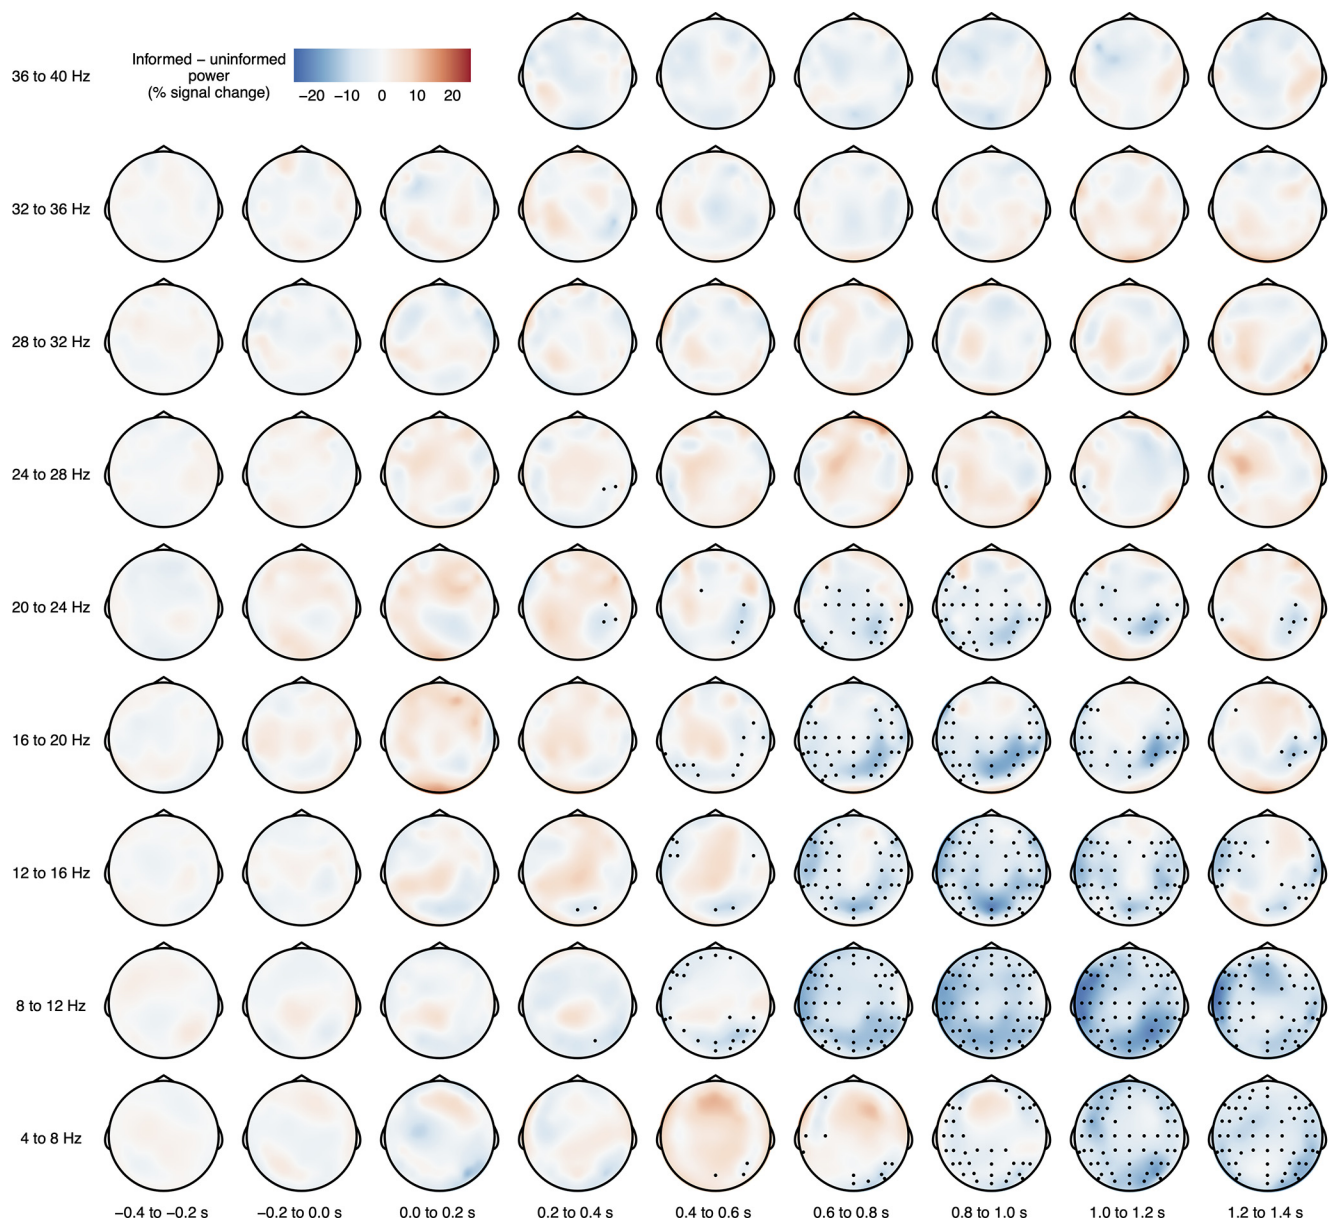 Informed − uninformed
power
(% signal change)
−20 −10 0 10 20
36 to 40 Hz
32 to 36 Hz
28 to 32 Hz
24 to 28 Hz
20 to 24 Hz
16 to 20 Hz
12 to 16 Hz
8 to 12 Hz
4 to 8 Hz
−0.4 to −0.2 s −0.2 to 0.0 s 0.0 to 0.2 s 0.2 to 0.4 s 0.4 to 0.6 s 0.6 to 0.8 s 0.8 to 1.0 s 1.0 to 1.2 s 1.2 to 1.4 s